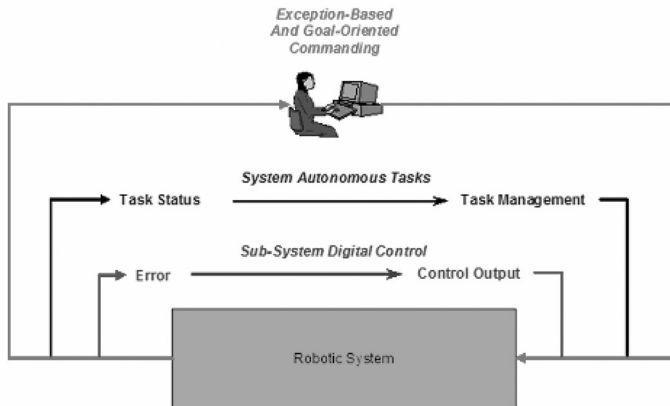 Exception-Based
And Goal-Oriented
Commanding
System Autonomous Tasks
Task Status
Task Management
Sub-System Digital Control
Error
Control Output
Robotic System